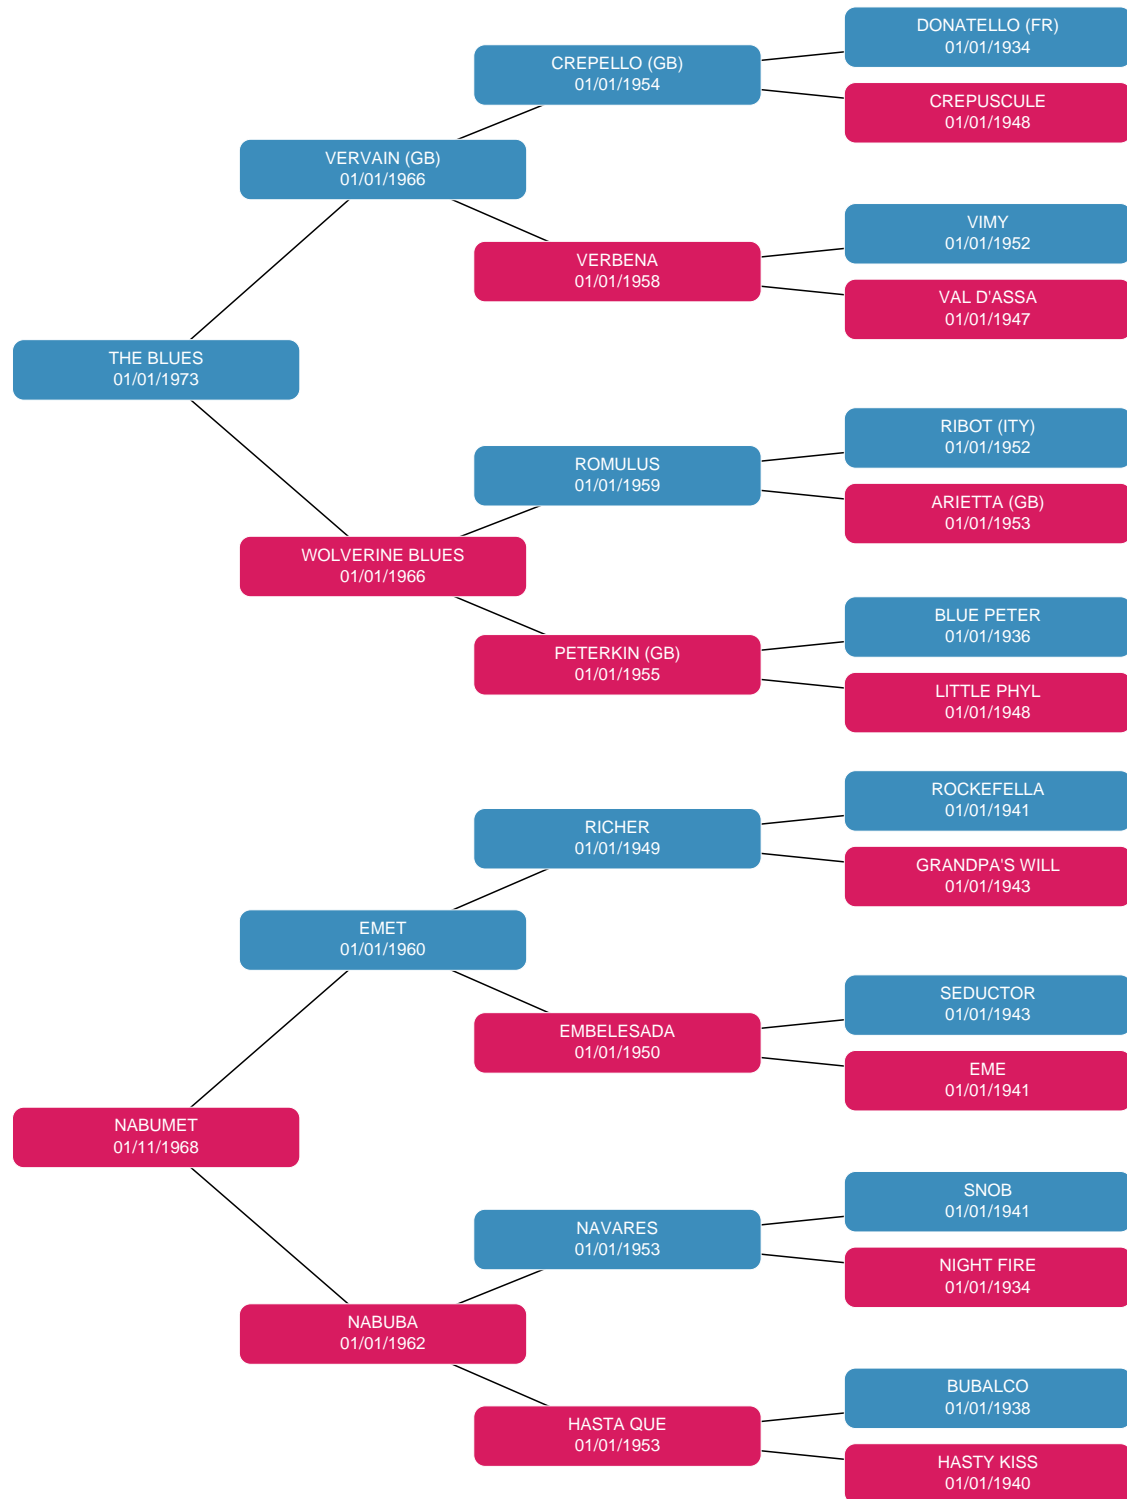 DONATELLO (FR)
01/01/1934
CREPELLO (GB)
01/01/1954
CREPUSCULE
01/01/1948
VERVAIN (GB)
01/01/1966
VIMY
01/01/1952
VERBENA
01/01/1958
VAL D'ASSA
01/01/1947
THE BLUES
01/01/1973
RIBOT (ITY)
01/01/1952
ROMULUS
01/01/1959
ARIETTA (GB)
01/01/1953
WOLVERINE BLUES
01/01/1966
BLUE PETER
01/01/1936
PETERKIN (GB)
01/01/1955
LITTLE PHYL
01/01/1948
ROCKEFELLA
01/01/1941
RICHER
01/01/1949
GRANDPA'S WILL
01/01/1943
EMET
01/01/1960
SEDUCTOR
01/01/1943
EMBELESADA
01/01/1950
EME
01/01/1941
NABUMET
01/11/1968
SNOB
01/01/1941
NAVARES
01/01/1953
NIGHT FIRE
01/01/1934
NABUBA
01/01/1962
BUBALCO
01/01/1938
HASTA QUE
01/01/1953
HASTY KISS
01/01/1940